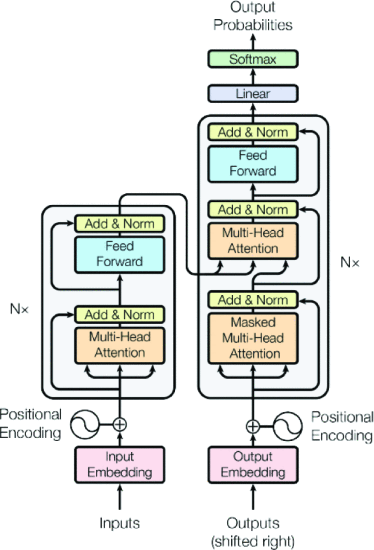 Output
Probabilities
Softmax
Linear
Add & Norm
Feed
Forward
Add & Norm
Multi-Head
Attention
Add & Norm
Masked
Multi-Head
Attention
N×
Add & Norm
Feed
Forward
Add & Norm
Multi-Head
Attention
N×
Positional
Encoding
Positional
Encoding
Input
Embedding
Output
Embedding
Inputs
Outputs
(shifted right)